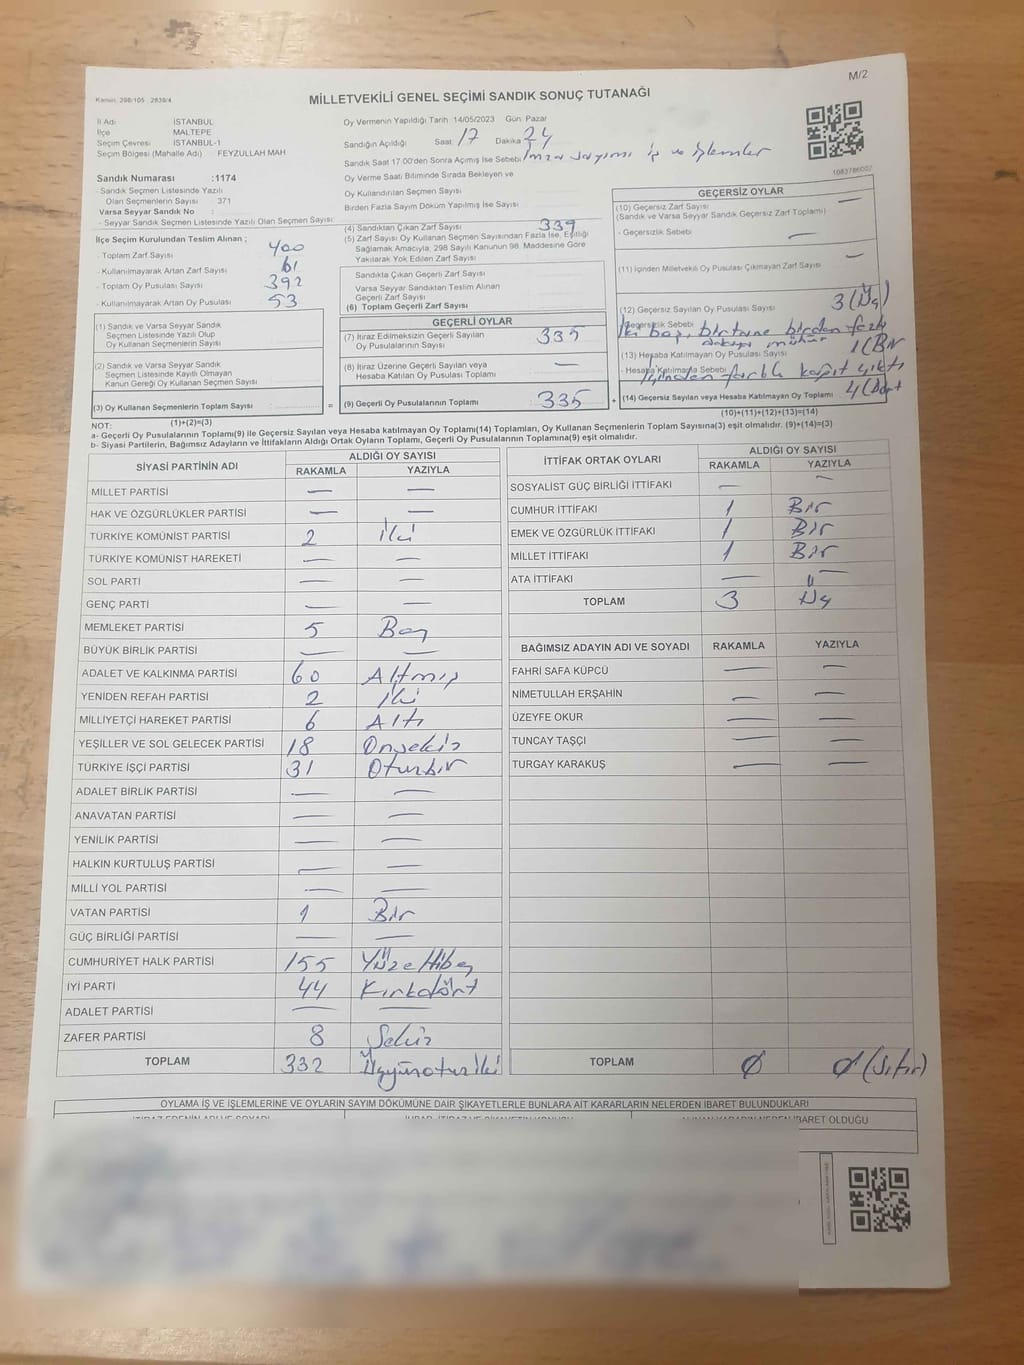 M/2
Kanun: 298/105 2839/4
MİLLETVEKİLİ GENEL SEÇİMİ SANDIK SONUÇ TUTANAĞI
İl Adı İSTANBUL
İlçe MALTEPE
Seçim Çevresi İSTANBUL-1
Seçim Bölgesi (Mahalle Adı) FEYZULLAH MAH
Sandık Numarası :1174
- Sandık Seçmen Listesinde Yazılı
Olan Seçmenlerin Sayısı : 371
Varsa Seyyar Sandık No :
- Seyyar Sandık Seçmen Listesinde Yazılı Olan Seçmen Sayısı:
Oy Vermenin Yapıldığı Tarih 14/05/2023 Gün: Pazar
Sandığın Açıldığı Saat 17 Dakika 24
Sandık Saat 17:00'den Sonra Açılmış İse Sebebi İmza sayımı iş ve işlemler
Oy Verme Saati Bitiminde Sırada Bekleyen ve
Oy Kullandırılan Seçmen Sayısı
Birden Fazla Sayım Döküm Yapılmış İse Sayısı
1083786002
İlçe Seçim Kurulundan Teslim Alınan ;
- Toplam Zarf Sayısı 400
- Kullanılmayarak Artan Zarf Sayısı 61
- Toplam Oy Pusulası Sayısı 392
- Kullanılmayarak Artan Oy Pusulası 53
(1) Sandık ve Varsa Seyyar Sandık
Seçmen Listesinde Yazılı Olup
Oy Kullanan Seçmenlerin Sayısı
(2) Sandık ve Varsa Seyyar Sandık
Seçmen Listesinde Kayıtlı Olmayan
Kanun Gereği Oy Kullanan Seçmen Sayısı
(3) Oy Kullanan Seçmenlerin Toplam Sayısı =
(4) Sandıktan Çıkan Zarf Sayısı 339
(5) Zarf Sayısı Oy Kullanan Seçmen Sayısından Fazla İse, Eşitliği
Sağlamak Amacıyla, 298 Sayılı Kanunun 98. Maddesine Göre
Yakılarak Yok Edilen Zarf Sayısı
Sandıkta Çıkan Geçerli Zarf Sayısı
Varsa Seyyar Sandıktan Teslim Alınan
Geçerli Zarf Sayısı
(6) Toplam Geçerli Zarf Sayısı
GEÇERLİ OYLAR
(7) İtiraz Edilmeksizin Geçerli Sayılan
Oy Pusulalarının Sayısı 335
(8) İtiraz Üzerine Geçerli Sayılan veya
Hesaba Katılan Oy Pusulası Toplamı —
(9) Geçerli Oy Pusulalarının Toplamı 335 +
GEÇERSİZ OYLAR
(10) Geçersiz Zarf Sayısı —
(Sandık ve Varsa Seyyar Sandık Geçersiz Zarf Toplamı)
- Geçersizlik Sebebi —
(11) İçinden Milletvekili Oy Pusulası Çıkmayan Zarf Sayısı —
(12) Geçersiz Sayılan Oy Pusulası Sayısı 3 (Üç)
- Geçersizlik Sebebi İki boş, bir tane birden fazla
mühür
(13) Hesaba Katılmayan Oy Pusulası Sayısı 1 (Bir
- Hesaba Katılmama Sebebi İçinden farklı kağıt çıktı
(14) Geçersiz Sayılan veya Hesaba Katılmayan Oy Toplamı 4 (Dört
(1)+(2)=(3)
(10)+(11)+(12)+(13)=(14)
NOT:
a- Geçerli Oy Pusulalarının Toplamı(9) ile Geçersiz Sayılan veya Hesaba katılmayan Oy Toplamı(14) Toplamları, Oy Kullanan Seçmenlerin Toplam Sayısına(3) eşit olmalıdır. (9)+(14)=(3)
b- Siyasi Partilerin, Bağımsız Adayların ve İttifakların Aldığı Ortak Oyların Toplamı, Geçerli Oy Pusulalarının Toplamına(9) eşit olmalıdır.
SİYASİ PARTİNİN ADI ALDIĞI OY SAYISI
RAKAMLA YAZIYLA
MİLLET PARTİSİ — —
HAK VE ÖZGÜRLÜKLER PARTİSİ — —
TÜRKİYE KOMÜNİST PARTİSİ 2 İki
TÜRKİYE KOMÜNİST HAREKETİ — —
SOL PARTİ — —
GENÇ PARTİ — —
MEMLEKET PARTİSİ 5 Beş
BÜYÜK BİRLİK PARTİSİ — —
ADALET VE KALKINMA PARTİSİ 60 Altmış
YENİDEN REFAH PARTİSİ 2 İki
MİLLİYETÇİ HAREKET PARTİSİ 6 Altı
YEŞİLLER VE SOL GELECEK PARTİSİ 18 Onsekiz
TÜRKİYE İŞÇİ PARTİSİ 31 Otuzbir
ADALET BİRLİK PARTİSİ — —
ANAVATAN PARTİSİ — —
YENİLİK PARTİSİ — —
HALKIN KURTULUŞ PARTİSİ — —
MİLLİ YOL PARTİSİ — —
VATAN PARTİSİ 1 Bir
GÜÇ BİRLİĞİ PARTİSİ — —
CUMHURİYET HALK PARTİSİ 155 Yüzellibeş
İYİ PARTİ 44 Kırkdört
ADALET PARTİSİ — —
ZAFER PARTİSİ 8 Sekiz
TOPLAM 332 Üçyüzotuziki
İTTİFAK ORTAK OYLARI ALDIĞI OY SAYISI
RAKAMLA YAZIYLA
SOSYALİST GÜÇ BİRLİĞİ İTTİFAKI — —
CUMHUR İTTİFAKI 1 Bir
EMEK VE ÖZGÜRLÜK İTTİFAKI 1 Bir
MİLLET İTTİFAKI 1 Bir
ATA İTTİFAKI — —
TOPLAM 3 Üç
BAĞIMSIZ ADAYIN ADI VE SOYADI RAKAMLA YAZIYLA
FAHRİ SAFA KÜPCÜ — —
NİMETULLAH ERŞAHİN — —
ÜZEYFE OKUR — —
TUNCAY TAŞÇI — —
TURGAY KARAKUŞ — —
TOPLAM 0 0 (Sıfır)
OYLAMA İŞ VE İŞLEMLERİNE VE OYLARIN SAYIM DÖKÜMÜNE DAİR ŞİKAYETLERLE BUNLARA AİT KARARLARIN NELERDEN İBARET BULUNDUKLARI
İTİRAZ EDENİN ADI VE SOYADI
İBARET OLDUĞU